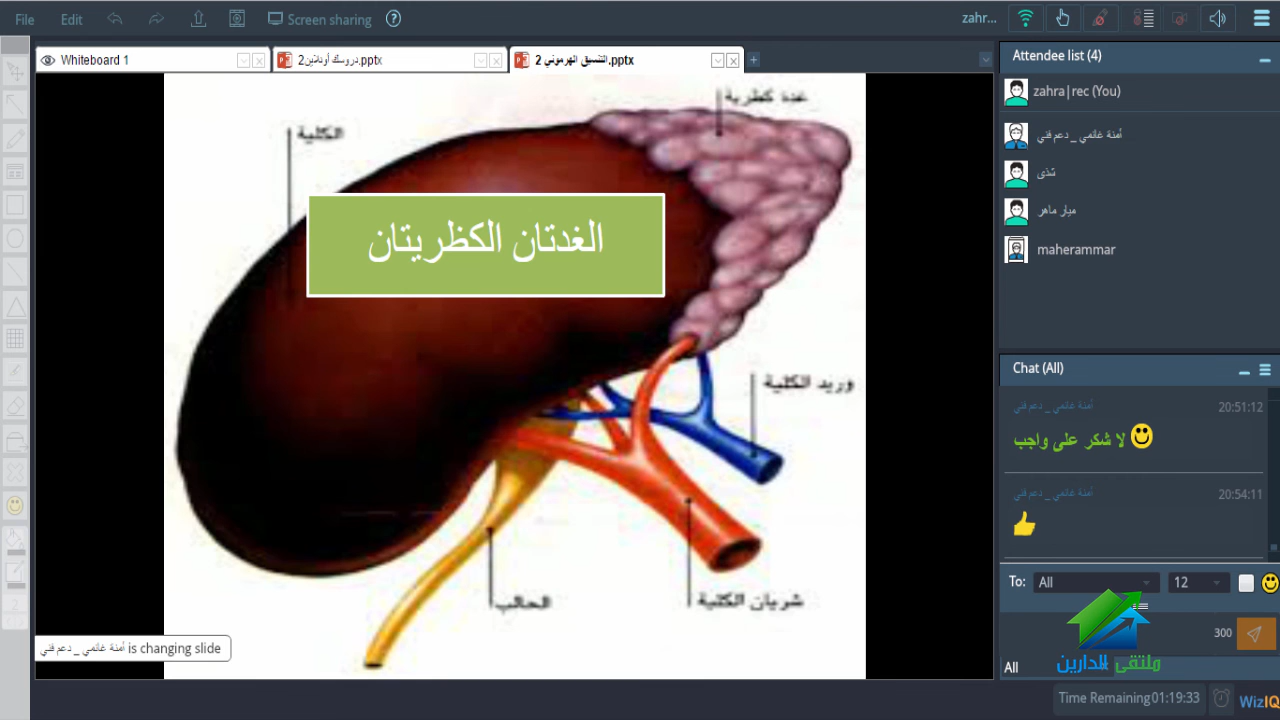 File Edit Screen sharing zahr...
Whiteboard 1
دروسك أونلاين2.pptx
التنسيق الهرموني 2.pptx
غدة كظرية
الكلية
الغدتان الكظريتان
وريد الكلية
الحالب
شريان الكلية
أمنة غانمي _ دعم فني is changing slide
Attendee list (4)
zahra|rec (You)
أمنة غانمي _ دعم فني
ميار ماهر
maherammar
Chat (All)
أمنة غانمي _ دعم فني 20:51:12
لا شكر على واجب
أمنة غانمي _ دعم فني 20:54:11
To: All 12
300
All
ملتقى الدارين
Time Remaining 01:19:33
WizIQ